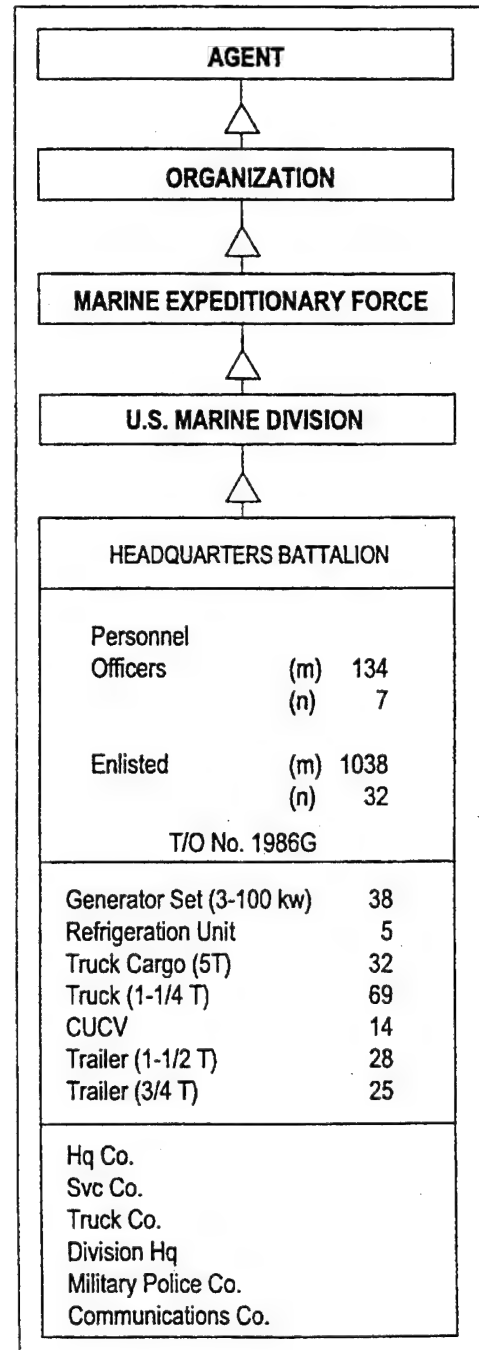 AGENT
ORGANIZATION
MARINE EXPEDITIONARY FORCE
U.S. MARINE DIVISION
HEADQUARTERS BATTALION
Personnel
Officers (m) 134
(n) 7
Enlisted (m) 1038
(n) 32
T/O No. 1986G
Generator Set (3-100 kw) 38
Refrigeration Unit 5
Truck Cargo (5T) 32
Truck (1-1/4 T) 69
CUCV 14
Trailer (1-1/2 T) 28
Trailer (3/4 T) 25
Hq Co.
Svc Co.
Truck Co.
Division Hq
Military Police Co.
Communications Co.